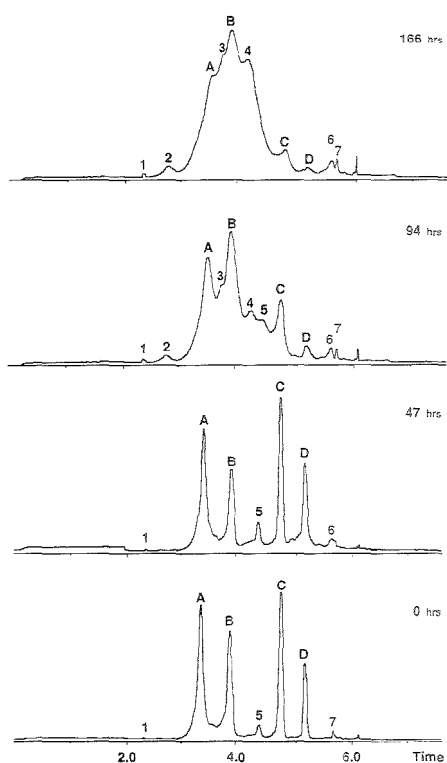 166 hrs
A 3 B 4
1 2 C D 6 7
94 hrs
A 3 B 4 5 C
1 2 D 6 7
47 hrs
A B C D
1 5 6
0 hrs
A B C D
1 5 7
2.0 4.0 6.0 Time